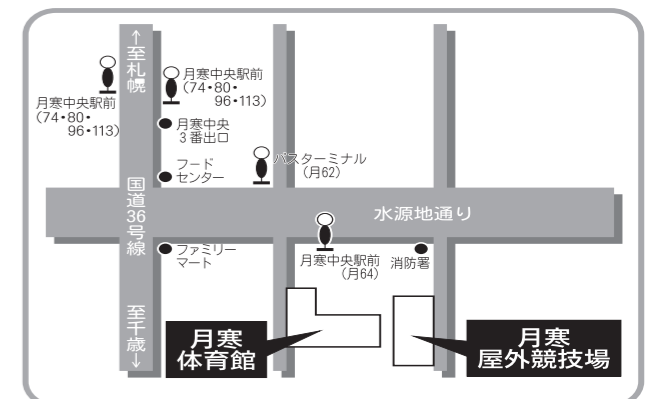 ↑至札幌
月寒中央駅前
(74・80・
96・113)
月寒中央駅前
(74・80・
96・113)
月寒中央
3番出口
フード
センター
バスターミナル
(月62)
国道36号線
水源地通り
ファミリー
マート
月寒中央駅前
(月64)
消防署
至千歳↓
月寒
体育館
月寒
屋外競技場